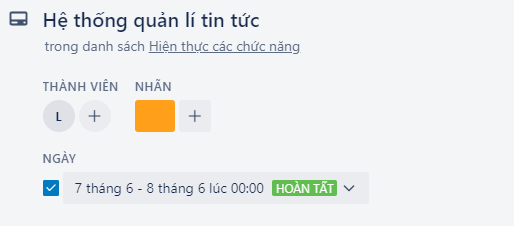 Hệ thống quản lí tin tức
trong danh sách Hiện thực các chức năng
THÀNH VIÊN NHÃN
L
NGÀY
7 tháng 6 - 8 tháng 6 lúc 00:00 HOÀN TẤT